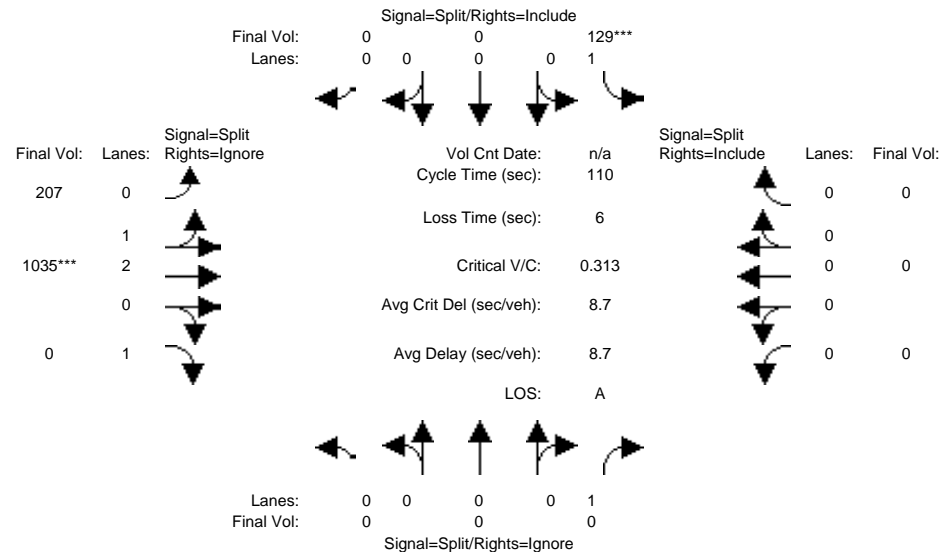 Signal=Split/Rights=Include
Final Vol: 0 0 129***
Lanes: 0 0 0 0 1
Signal=Split
Final Vol: Lanes: Rights=Ignore
Vol Cnt Date: n/a
Signal=Split
Rights=Include Lanes: Final Vol:
Cycle Time (sec): 110
207 0
0 0
Loss Time (sec): 6
1
0
1035*** 2
Critical V/C: 0.313
0 0
0
Avg Crit Del (sec/veh): 8.7
0
0 1
Avg Delay (sec/veh): 8.7
0 0
LOS: A
Lanes: 0 0 0 0 1
Final Vol: 0 0 0
Signal=Split/Rights=Ignore